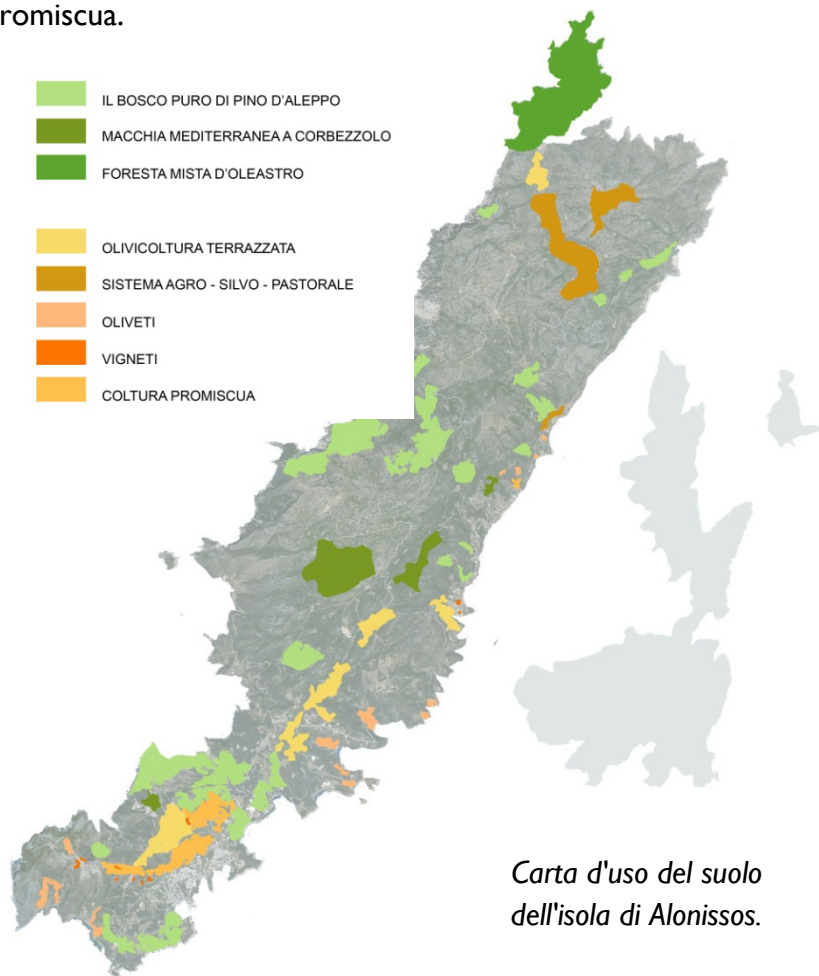 romiscua.
IL BOSCO PURO DI PINO D'ALEPPO
MACCHIA MEDITERRANEA A CORBEZZOLO
FORESTA MISTA D'OLEASTRO
OLIVICOLTURA TERRAZZATA
SISTEMA AGRO - SILVO - PASTORALE
OLIVETI
VIGNETI
COLTURA PROMISCUA
Carta d'uso del suolo
dell'isola di Alonissos.